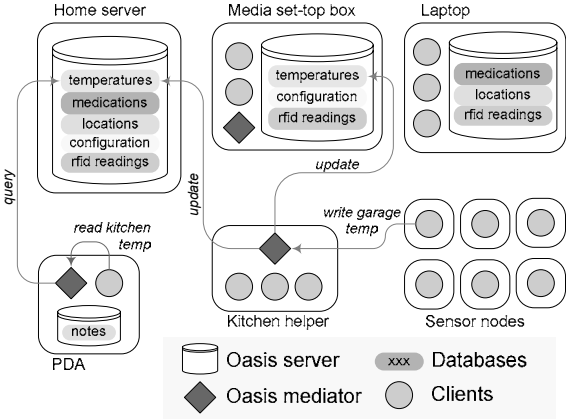 Home server
Media set-top box
Laptop
temperatures
medications
locations
configuration
rfid readings
temperatures
configuration
rfid readings
medications
locations
rfid readings
query
update
update
read kitchen
temp
write garage
temp
notes
PDA
Kitchen helper
Sensor nodes
Oasis server
xxx
Databases
Oasis mediator
Clients